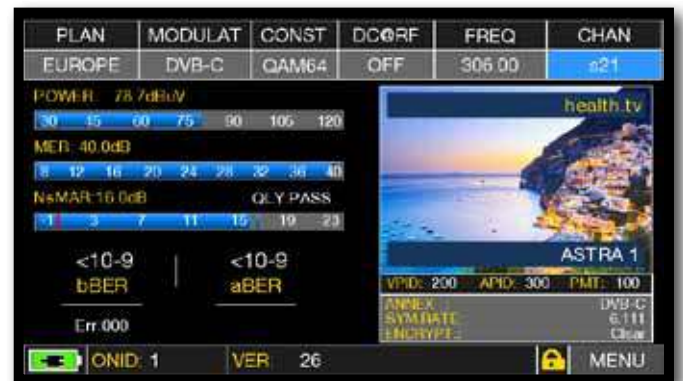 PLAN MODULAT CONST DC@RF FREQ CHAN
EUROPE DVB-C QAM64 OFF 306.00 s21
POWER: 78.7dBuV
30 45 60 75 90 105 120
MER: 40.0dB
8 12 16 20 24 28 32 36 40
NsMAR:16.0dB QLY PASS
-1 3 7 11 15 19 23
<10-9 <10-9
bBER aBER
Err.000
health.tv
ASTRA 1
VPID: 200 APID: 300 PMT: 100
ANNEX : DVB-C
SYM.RATE 6.111
ENCRYPT.: Clear
ONID: 1 VER 26 MENU